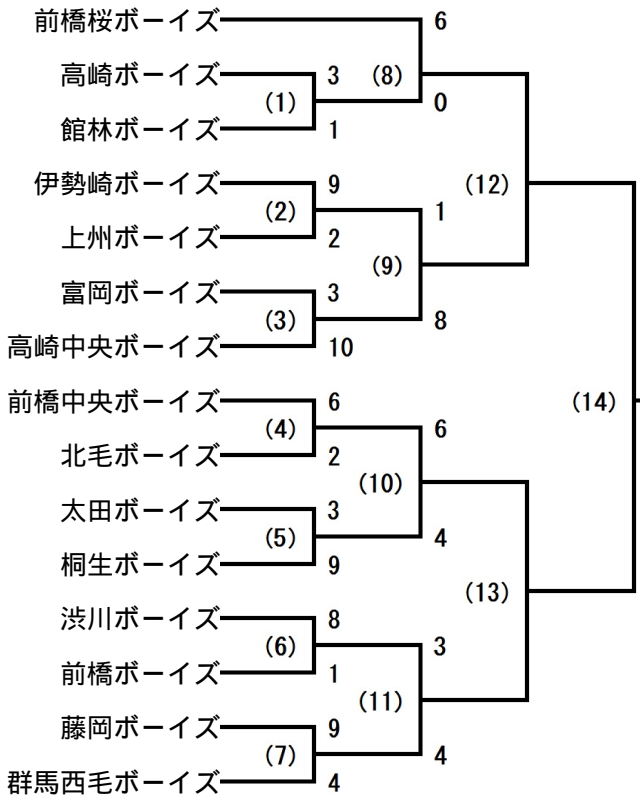 前橋桜ボーイズ 6
高崎ボーイズ 3 (8)
(1) 0
館林ボーイズ 1
伊勢崎ボーイズ 9 (12)
(2) 1
上州ボーイズ 2
(9)
富岡ボーイズ 3
(3) 8
高崎中央ボーイズ 10
前橋中央ボーイズ 6 (14)
(4) 6
北毛ボーイズ 2
(10)
太田ボーイズ 3
(5) 4
桐生ボーイズ 9
(13)
渋川ボーイズ 8
(6) 3
前橋ボーイズ 1
(11)
藤岡ボーイズ 9
(7) 4
群馬西毛ボーイズ 4